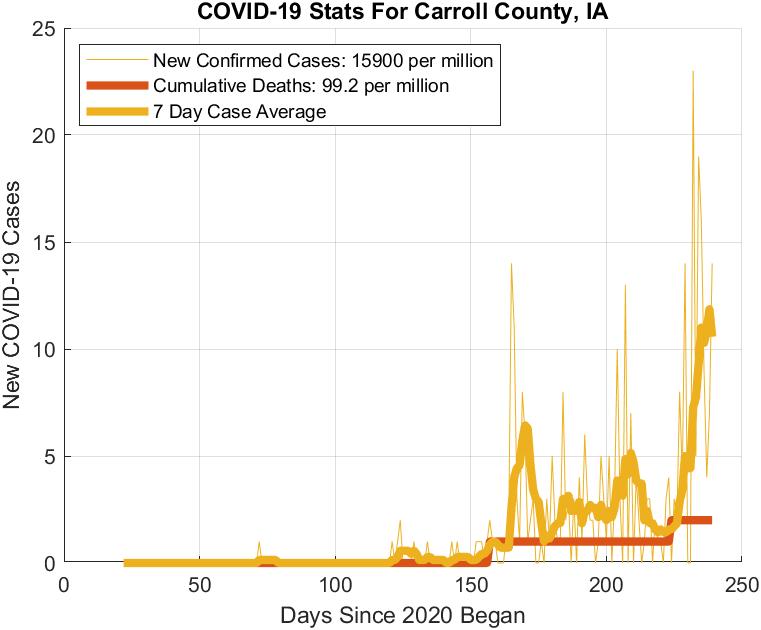 COVID-19 Stats For Carroll County, IA
25
20
15
10
5
0
New COVID-19 Cases
New Confirmed Cases: 15900 per million
Cumulative Deaths: 99.2 per million
7 Day Case Average
0 50 100 150 200 250
Days Since 2020 Began